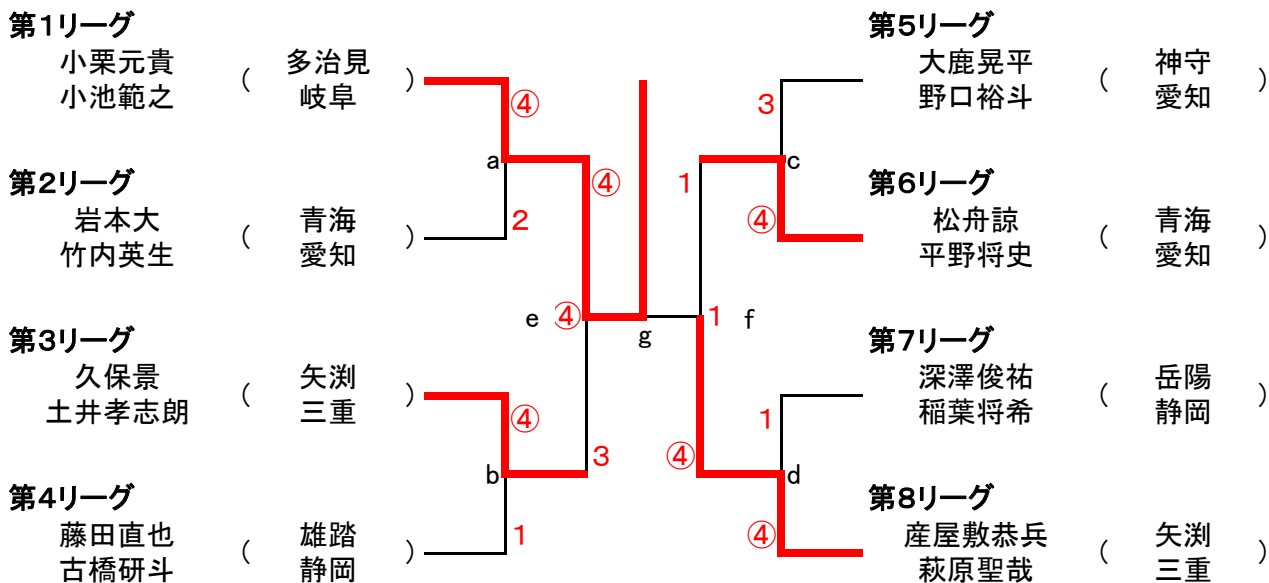 第1リーグ
小栗元貴 ( 多治見 )
小池範之 岐阜
④
a
④
第2リーグ
岩本大 ( 青海 )
竹内英生 愛知
2
e ④
第3リーグ
久保景 ( 矢渕 )
土井孝志朗 三重
④
b
3
第4リーグ
藤田直也 ( 雄踏 )
古橋研斗 静岡
1
g
第5リーグ
大鹿晃平 ( 神守 )
野口裕斗 愛知
3
c
1
第6リーグ
松舟諒 ( 青海 )
平野将史 愛知
④
1 f
第7リーグ
深澤俊祐 ( 岳陽 )
稲葉将希 静岡
1
④
d
第8リーグ
産屋敷恭兵 ( 矢渕 )
萩原聖哉 三重
④